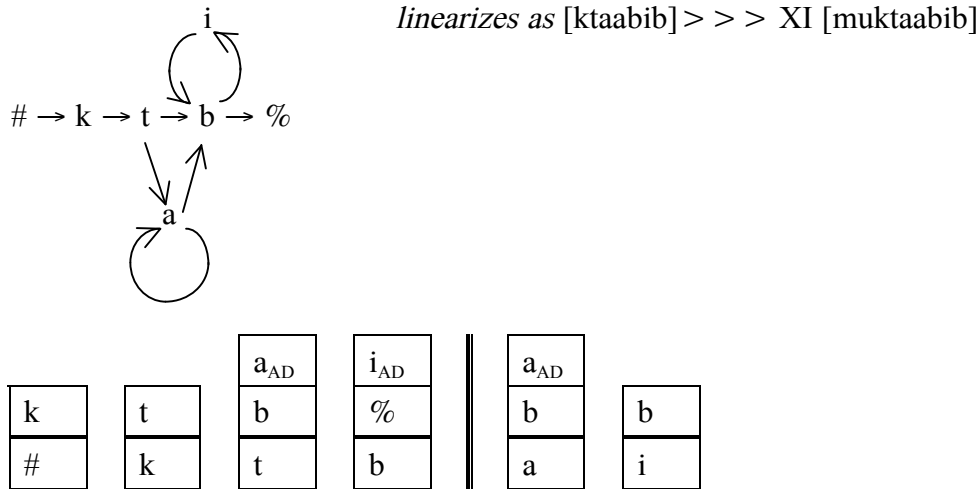 i
linearizes as [ktaabib] > > > XI [muktaabib]
# → k → t → b → %
a
a_AD i_AD a_AD
k t b % b b
# k t b a i